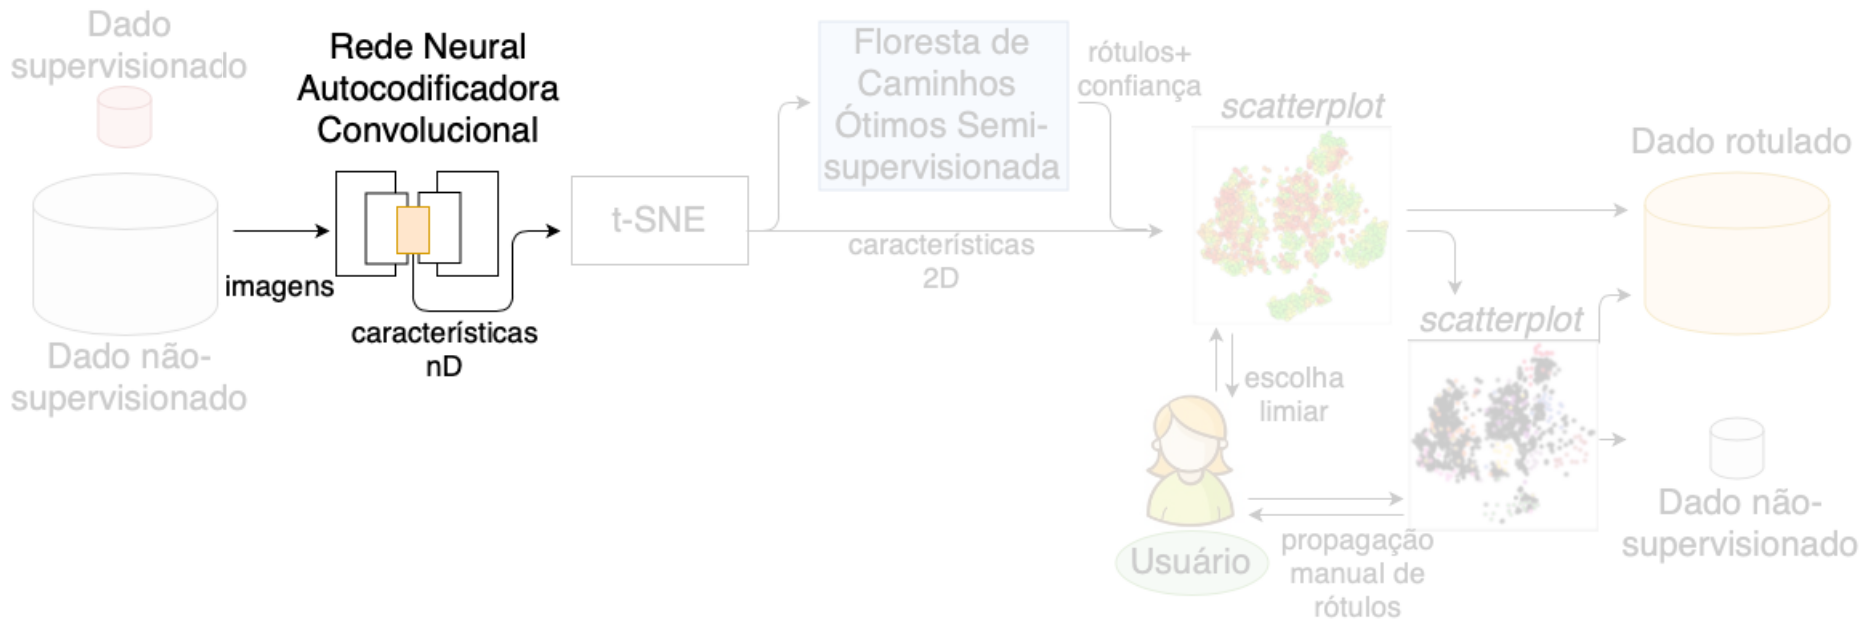 Dado
supervisionado
Rede Neural
Autocodificadora
Convolucional
imagens
características
nD
Dado não-
supervisionado
t-SNE
Floresta de
Caminhos
Ótimos Semi-
supervisionada
rótulos+
confiança
características
2D
scatterplot
escolha
limiar
Usuário
scatterplot
propagação
manual de
rótulos
Dado rotulado
Dado não-
supervisionado